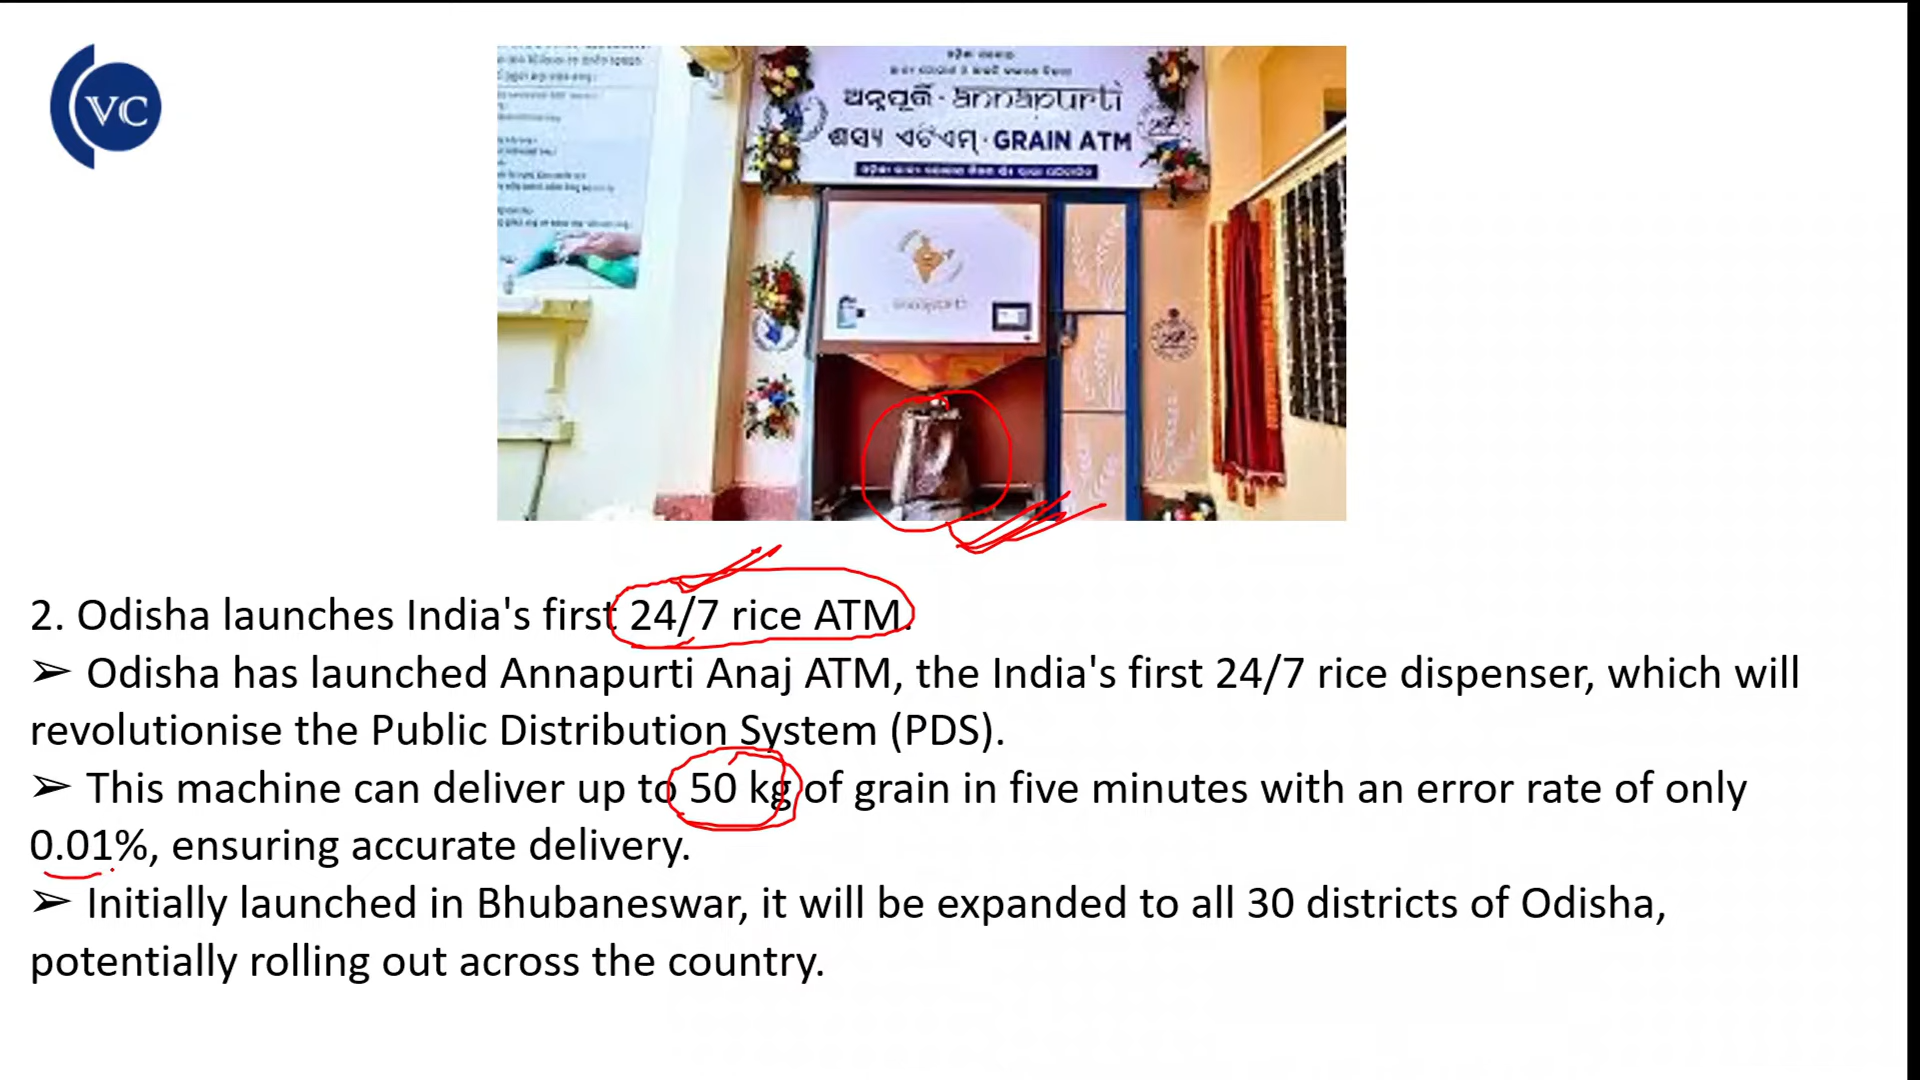 VC
ଅନ୍ନପୂର୍ତ୍ତି · annapurti
ଶସ୍ୟ ଏଟିଏମ୍ · GRAIN ATM
2. Odisha launches India's first 24/7 rice ATM.
➢ Odisha has launched Annapurti Anaj ATM, the India's first 24/7 rice dispenser, which will
revolutionise the Public Distribution System (PDS).
➢ This machine can deliver up to 50 kg of grain in five minutes with an error rate of only
0.01%, ensuring accurate delivery.
➢ Initially launched in Bhubaneswar, it will be expanded to all 30 districts of Odisha,
potentially rolling out across the country.